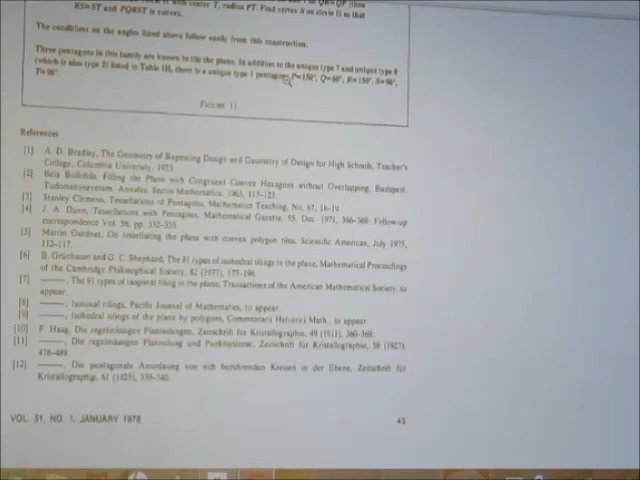 RS=ST and PQRST is convex.
The conditions on the angles listed above follow easily from this construction.
Three pentagons in this family are known to tile the plane. In addition to the unique type 7 and unique type 8
(which is also type 2) listed in Table III, there is a unique type 1 pentagon: P=150°, Q=60°, R=150°, S=90°,
T=90°.
FIGURE 11
References
[1] A. D. Bradley, The Geometry of Repeating Design and Geometry of Design for High Schools, Teacher's
College, Columbia University, 1933.
[2] Béla Bollobás, Filling the Plane with Congruent Convex Hexagons without Overlapping, Budapest.
Tudomanyegyetem. Annales. Sectio Mathematica, 1963, 117-123.
[3] Stanley Clemens, Tessellations of Pentagons, Mathematics Teaching, No. 67, 18-19.
[4] J. A. Dunn, Tessellations with Pentagons, Mathematical Gazette, 55, Dec 1971, 366-369. Follow-up
correspondence Vol. 56, pp. 332-335.
[5] Martin Gardner, On tessellating the plane with convex polygon tiles, Scientific American, July 1975,
112-117.
[6] B. Grünbaum and G. C. Shephard, The 81 types of isohedral tilings in the plane, Mathematical Proceedings
of the Cambridge Philosophical Society, 82 (1977), 177-196.
[7] ———, The 91 types of isogonal tiling in the plane, Transactions of the American Mathematical Society, to
appear.
[8] ———, Isotoxal tilings, Pacific Journal of Mathematics, to appear.
[9] ———, Isohedral tilings of the plane by polygons, Commentarii Helvetici Math., to appear.
[10] F. Haag, Die regelmässigen Planteilungen, Zeitschrift für Kristallographie, 49 (1911), 360-369.
[11] ———, Die regelmässigen Planteilung und Punktsysteme, Zeitschrift für Kristallographie, 58 (1923),
478-489.
[12] ———, Die pentagonale Anordnung von sich berührenden Kreisen in der Ebene, Zeitschrift für
Kristallographie, 61 (1925), 339-340.
VOL. 51, NO. 1, JANUARY 1978
43